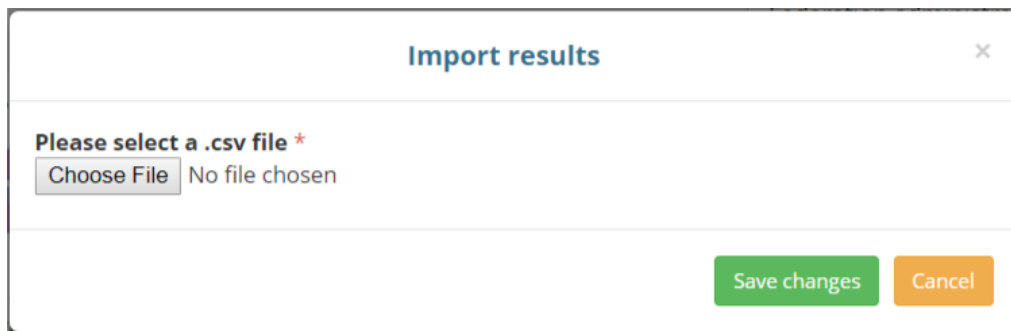 Import results
×
Please select a .csv file *
Choose File No file chosen
Save changes Cancel